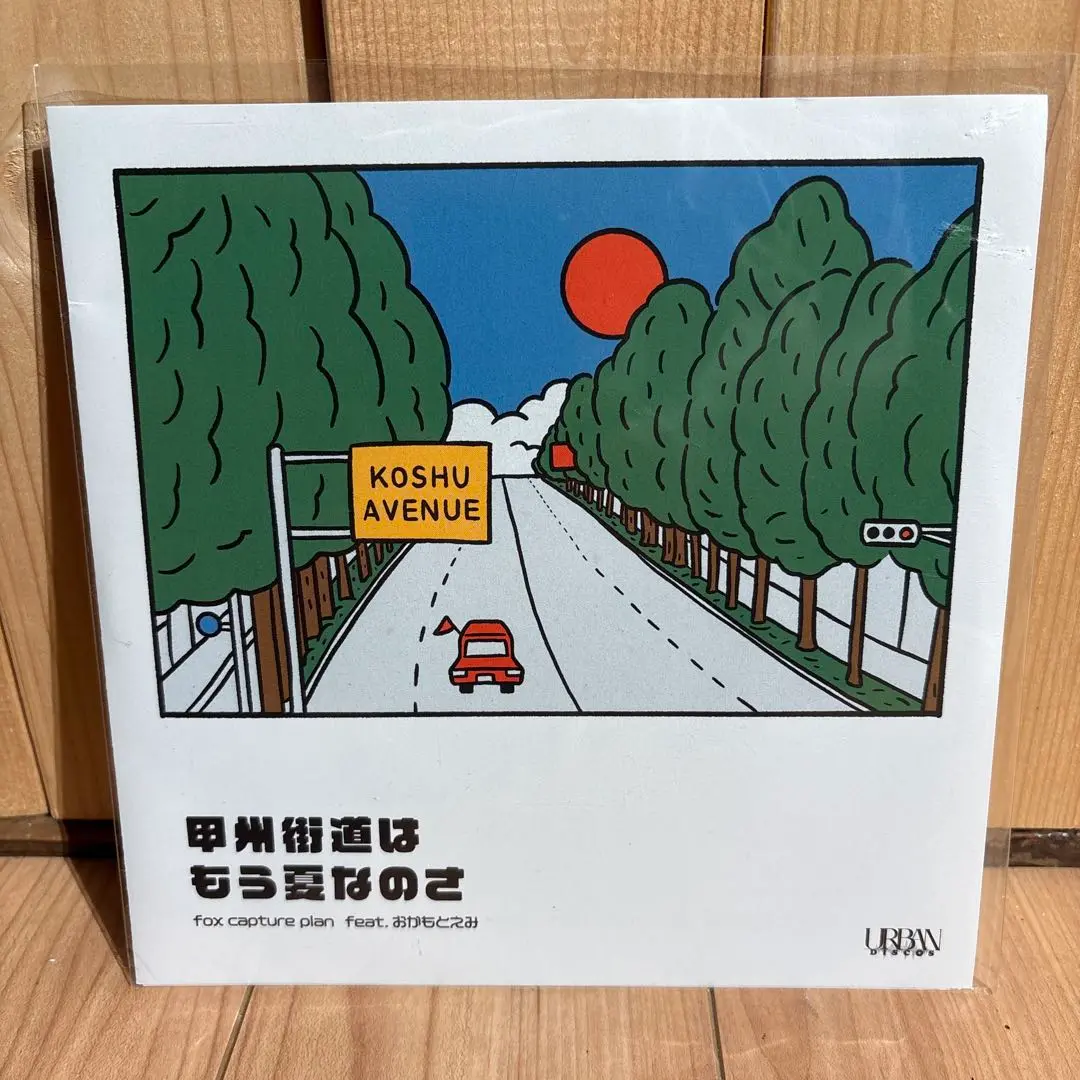 KOSHU
AVENUE
甲州街道は
もう夏なのさ
fox capture plan feat. おかもとえみ
URBAN
DISCOS